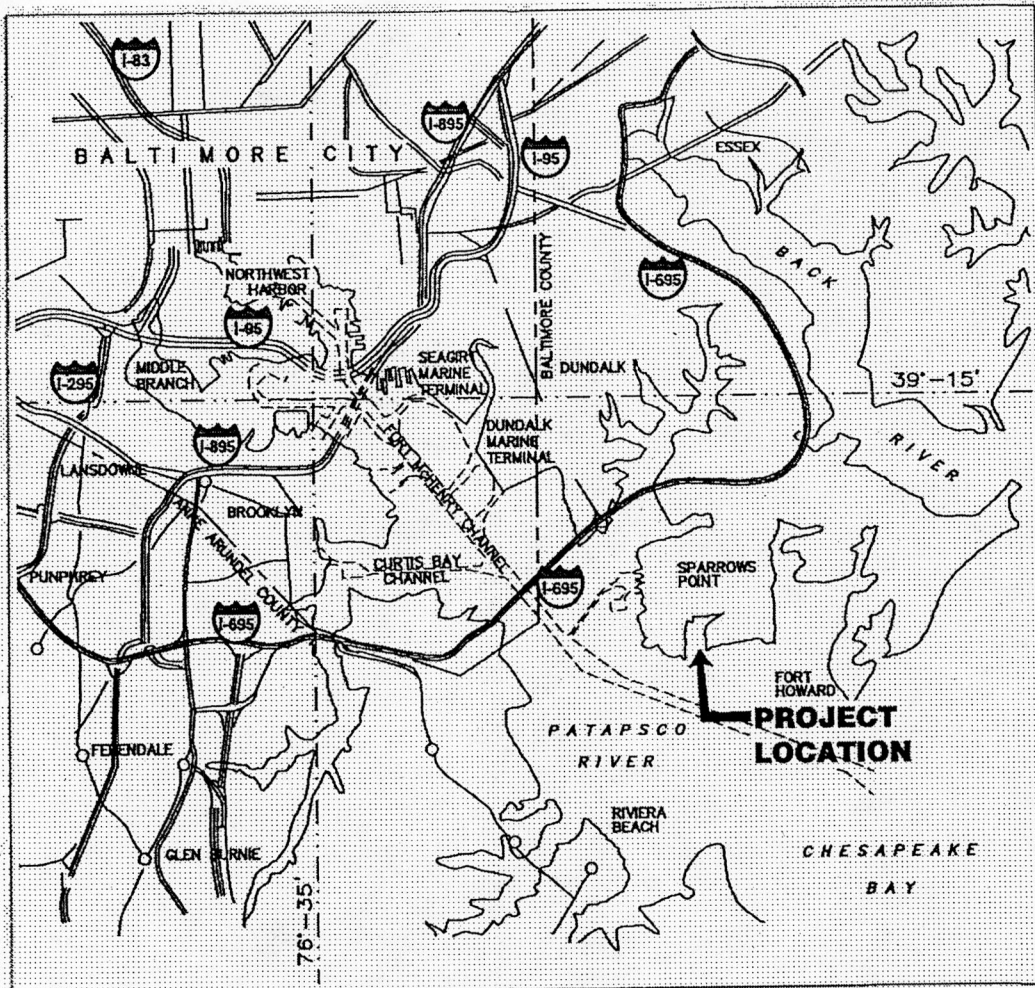 I-83
I-895
I-95
BALTIMORE CITY
ESSEX
BACK
NORTHWEST
HARBOR
BALTIMORE COUNTY
I-695
I-95
MIDDLE
BRANCH
SEAGIRT
MARINE
TERMINAL
DUNDALK
I-295
39°-15'
DUNDALK
MARINE
TERMINAL
RIVER
I-895
FORT MCHENRY CHANNEL
LANSDOWNE
BROOKLYN
ANNE ARUNDEL COUNTY
CURTIS BAY
CHANNEL
SPARROWS
POINT
PUNPHREY
I-695
I-695
FORT
HOWARD
PROJECT
LOCATION
PATAPSCO
RIVER
FERENDALE
RIVIERA
BEACH
GLEN BURNIE
CHESAPEAKE
BAY
76°-35'